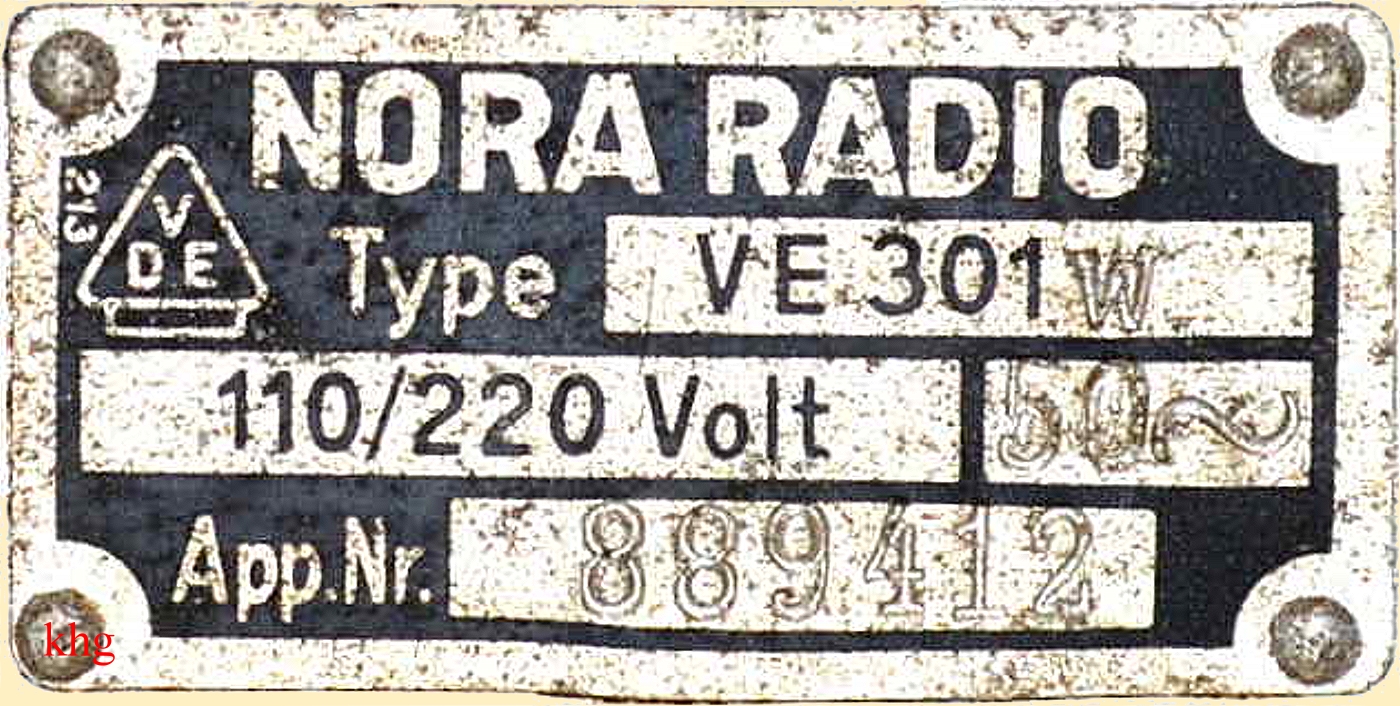 NORA RADIO
213
V
DE
Type VE 301 W
110/220 Volt 50~
App.Nr. 889412
khg